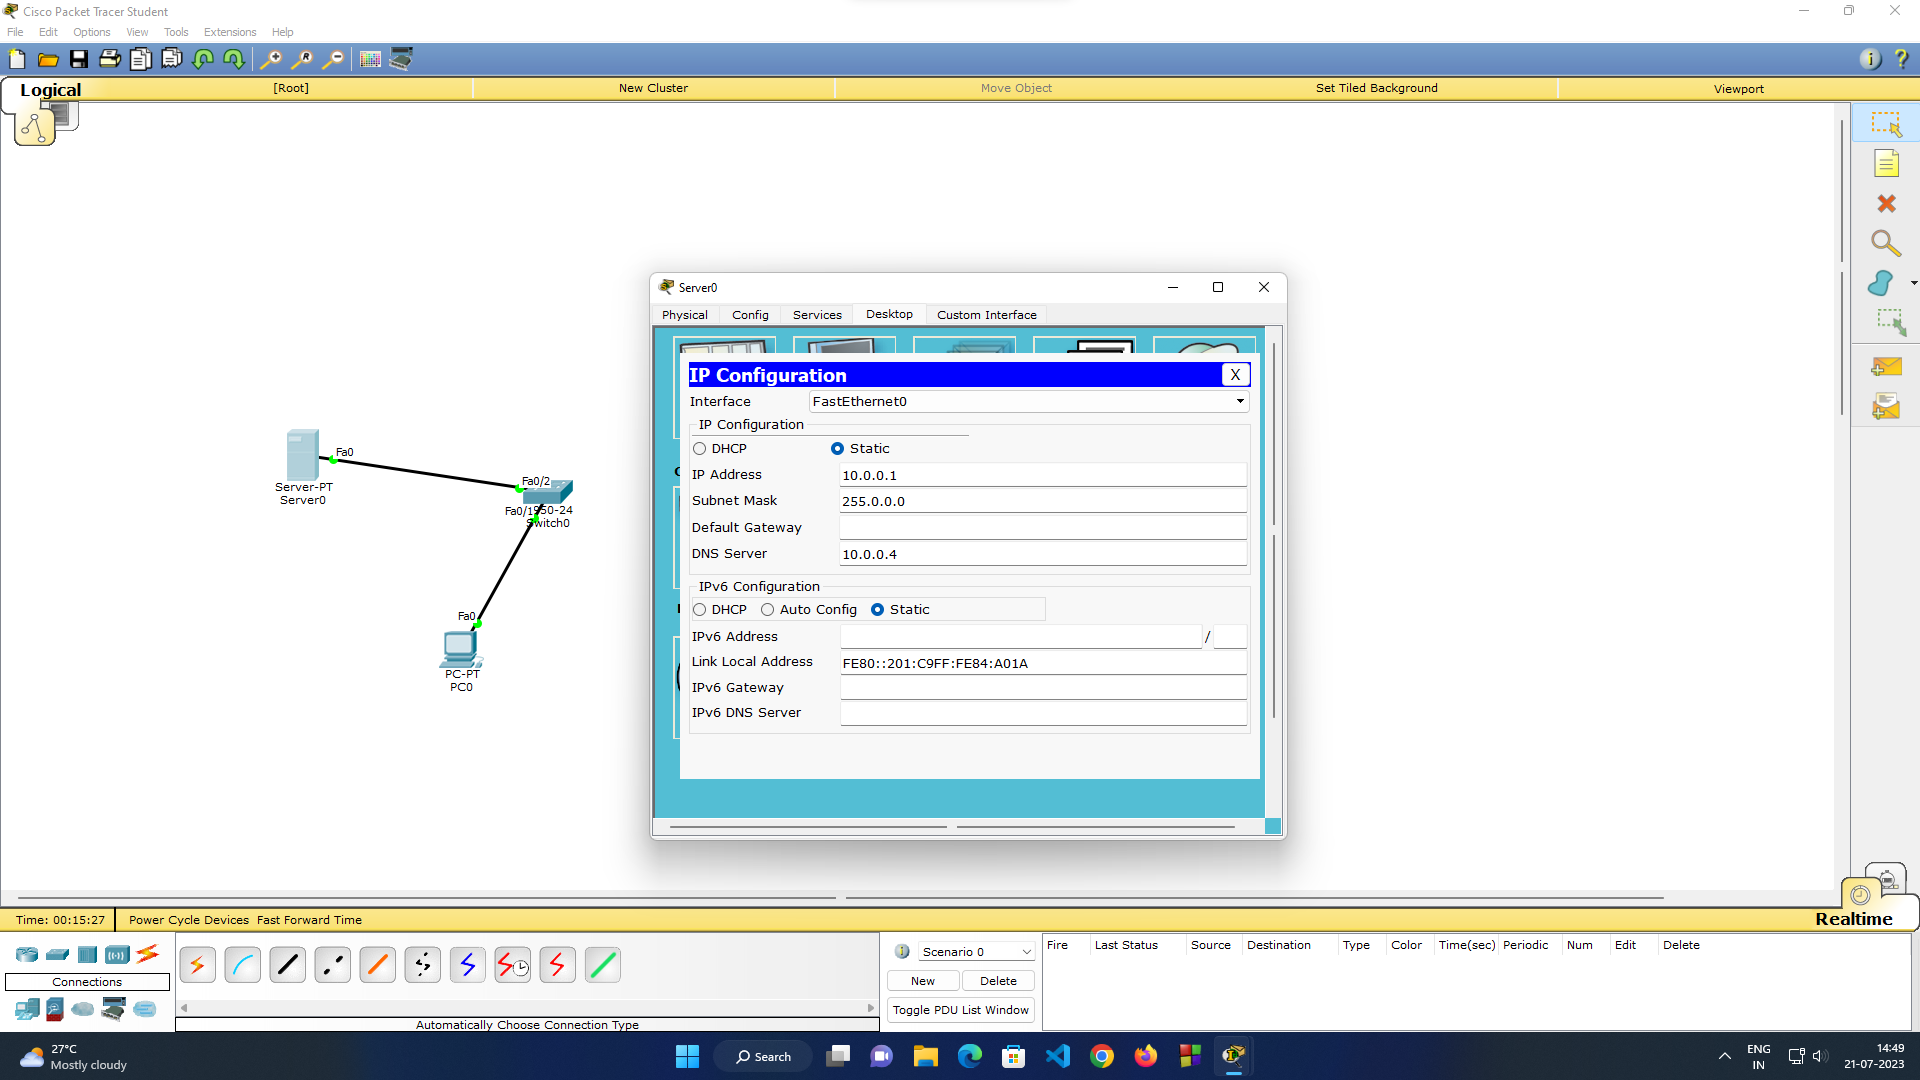 Cisco Packet Tracer Student
File Edit Options View Tools Extensions Help
Logical [Root] New Cluster Move Object Set Tiled Background Viewport
Server0
Physical Config Services Desktop Custom Interface
IP Configuration X
Interface FastEthernet0
IP Configuration
DHCP Static
IP Address 10.0.0.1
Subnet Mask 255.0.0.0
Default Gateway
DNS Server 10.0.0.4
IPv6 Configuration
DHCP Auto Config Static
IPv6 Address /
Link Local Address FE80::201:C9FF:FE84:A01A
IPv6 Gateway
IPv6 DNS Server
Fa0
Server-PT
Server0
Fa0/2
Fa0/1 950-24
Switch0
Fa0
PC-PT
PC0
Time: 00:15:27 Power Cycle Devices Fast Forward Time
Realtime
Connections
Automatically Choose Connection Type
Scenario 0
New Delete
Toggle PDU List Window
Fire Last Status Source Destination Type Color Time(sec) Periodic Num Edit Delete
27°C
Mostly cloudy
Search
ENG
IN
14:49
21-07-2023